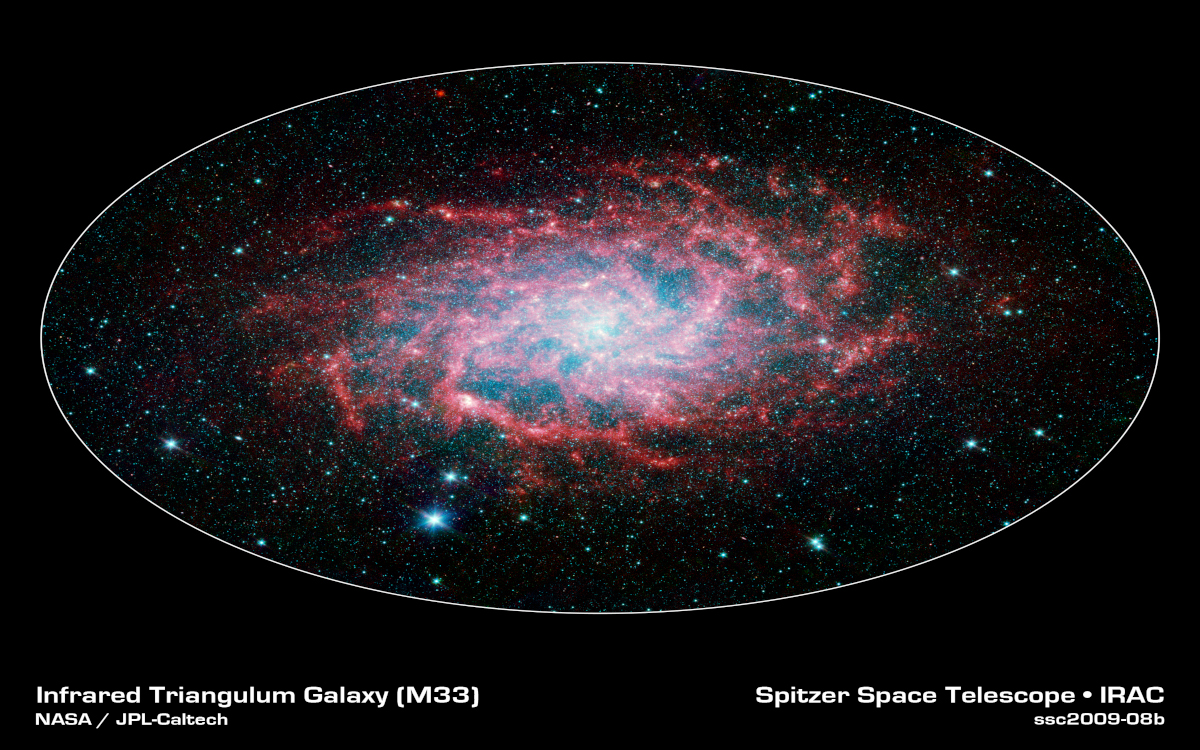 Infrared Triangulum Galaxy (M33)
NASA / JPL-Caltech
Spitzer Space Telescope • IRAC
ssc2009-08b